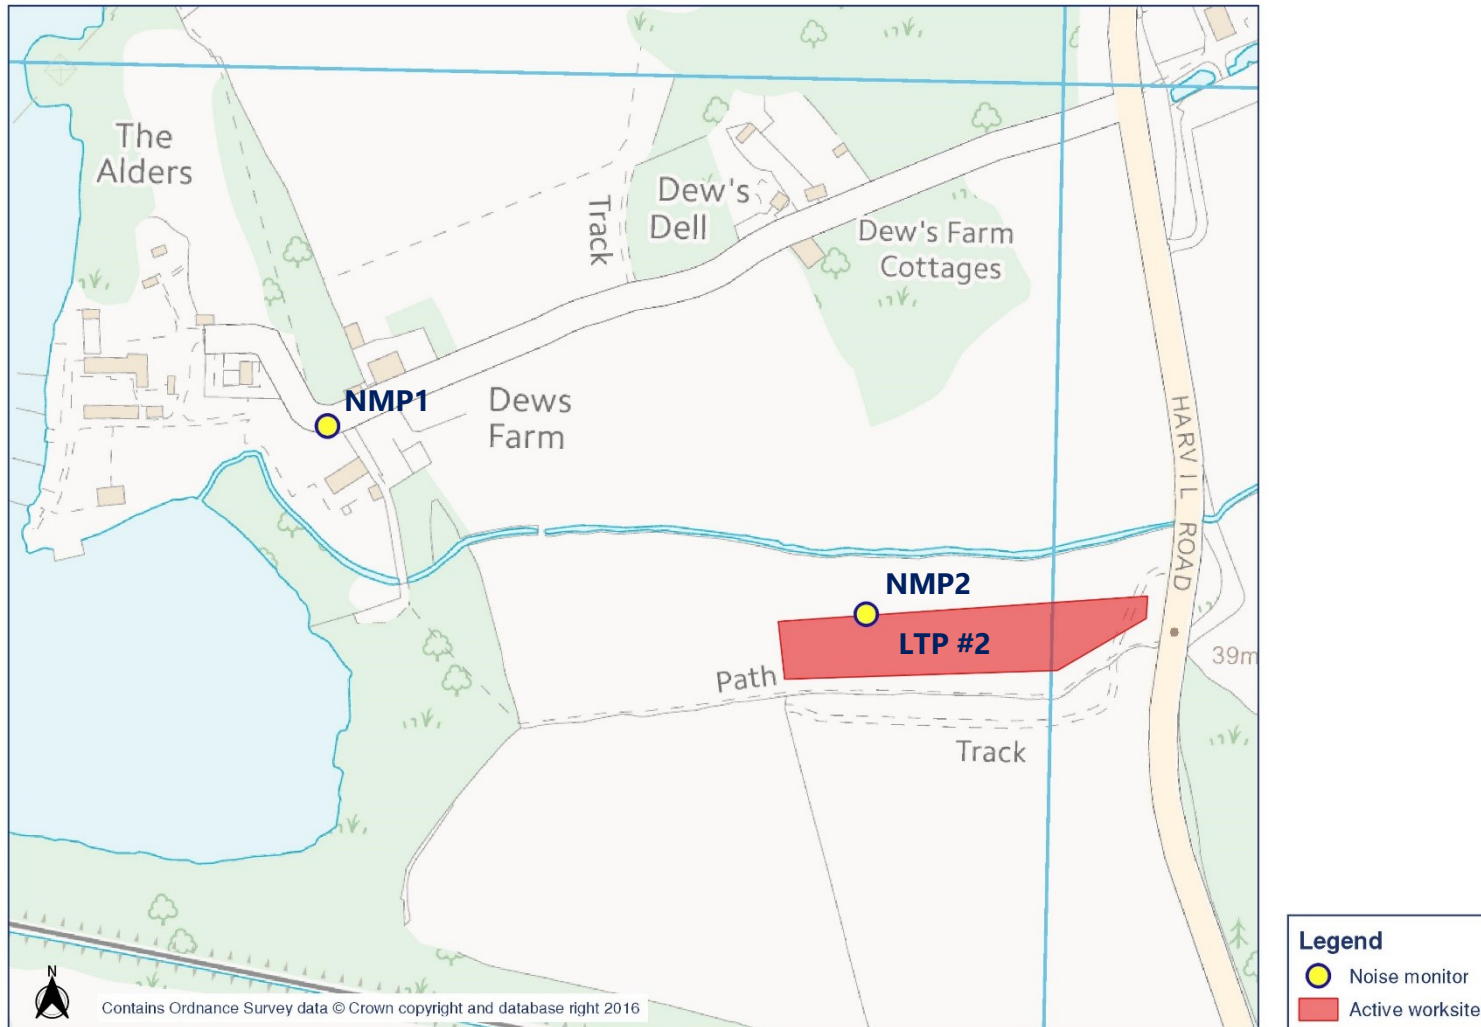 The
Alders
Track
Dew's
Dell
Dew's Farm
Cottages
NMP1
Dews
Farm
HARVIL ROAD
NMP2
LTP #2
39m
Path
Track
N
Contains Ordnance Survey data © Crown copyright and database right 2016
Legend
Noise monitor
Active worksite